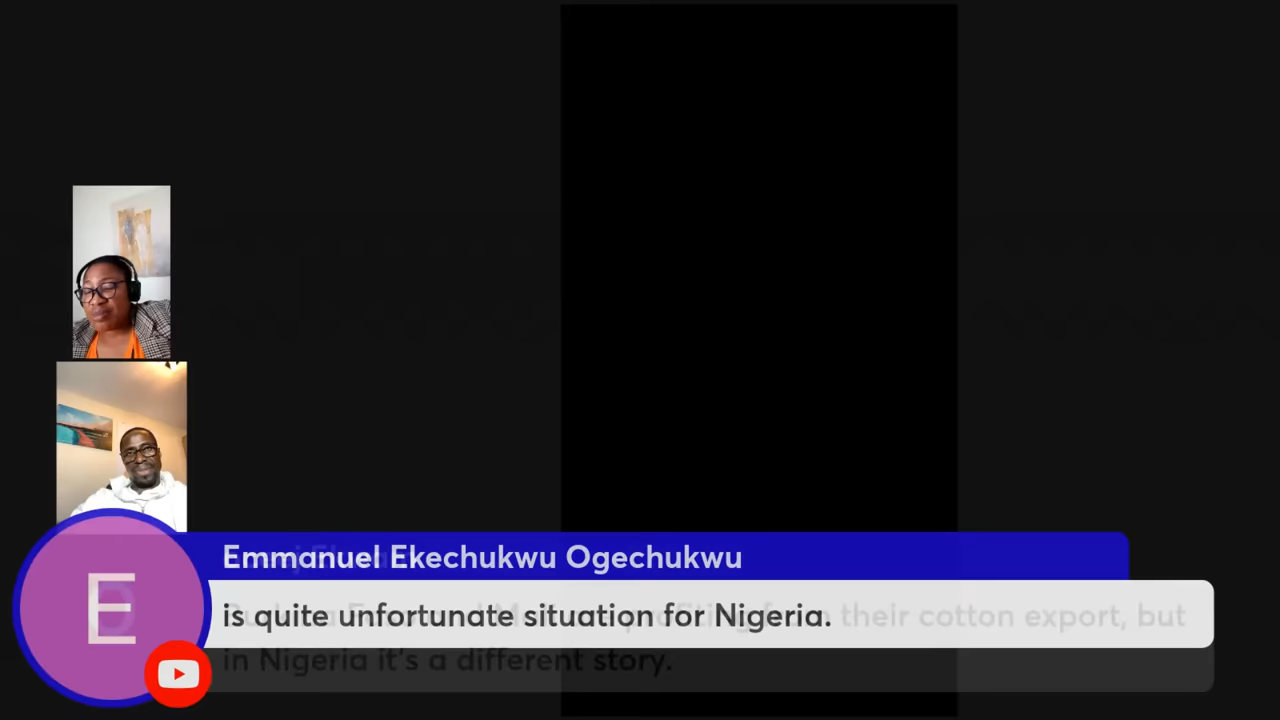 Emmanuel Ekechukwu Ogechukwu
E
is quite unfortunate situation for Nigeria.
their cotton export, but
in Nigeria it's a different story.